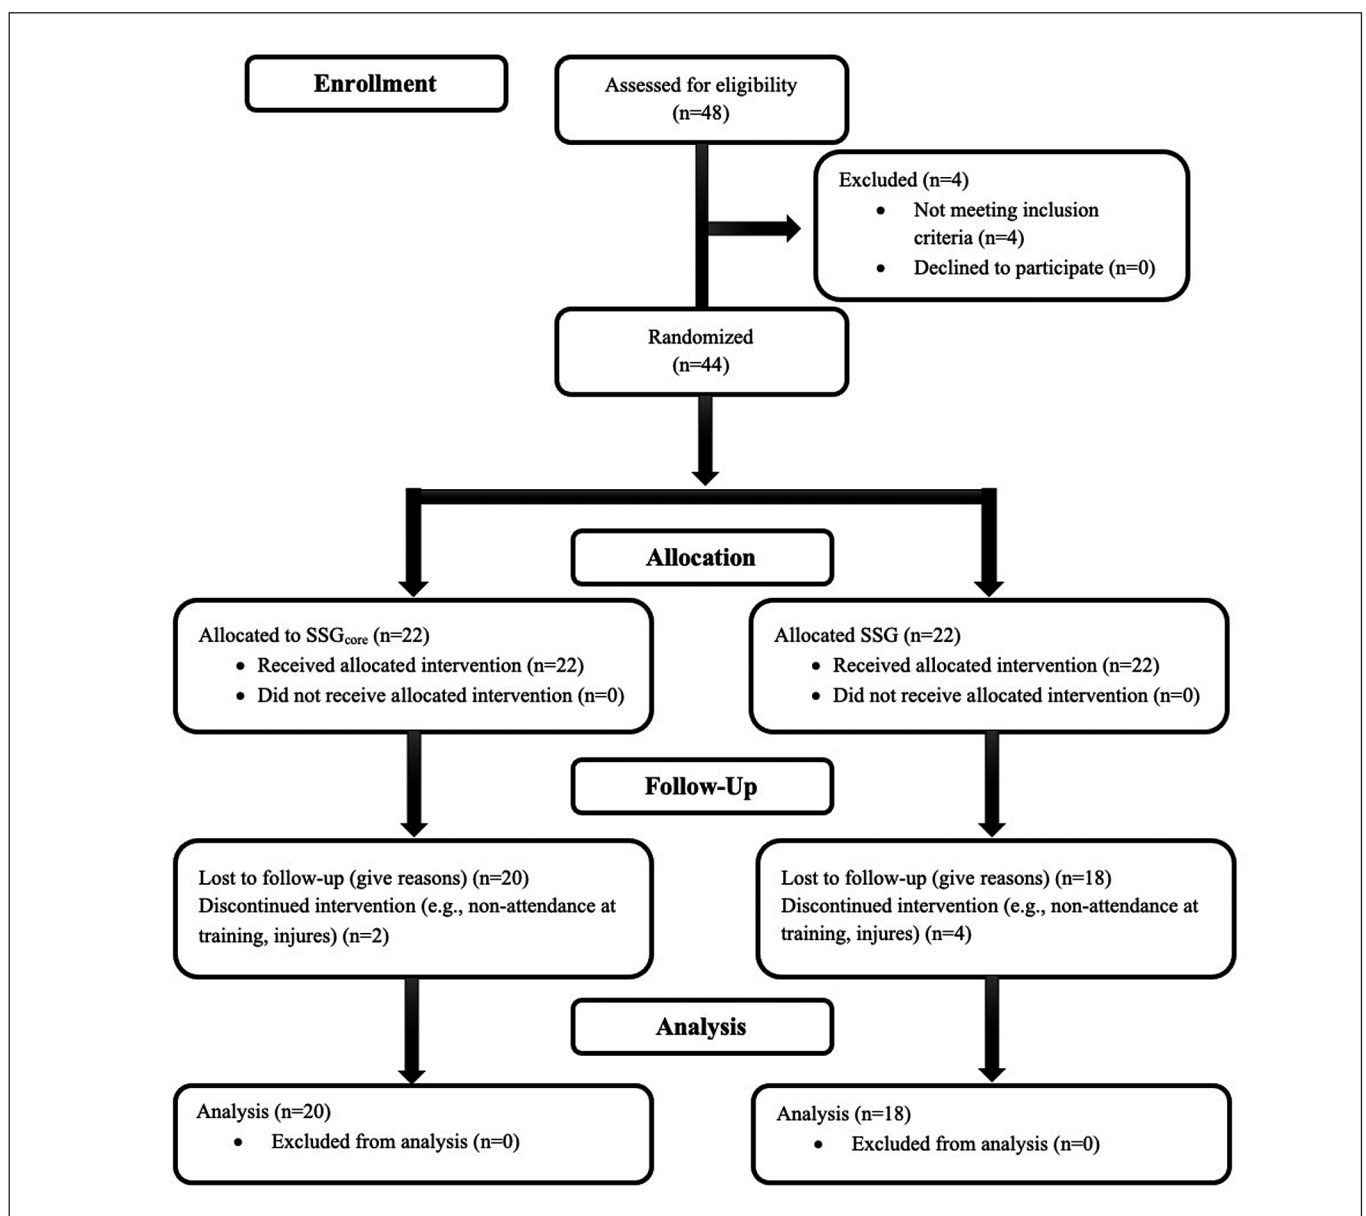 Enrollment
Assessed for eligibility
(n=48)
Excluded (n=4)
• Not meeting inclusion
criteria (n=4)
• Declined to participate (n=0)
Randomized
(n=44)
Allocation
Allocated to SSGcore (n=22)
• Received allocated intervention (n=22)
• Did not receive allocated intervention (n=0)
Allocated SSG (n=22)
• Received allocated intervention (n=22)
• Did not receive allocated intervention (n=0)
Follow-Up
Lost to follow-up (give reasons) (n=20)
Discontinued intervention (e.g., non-attendance at
training, injures) (n=2)
Lost to follow-up (give reasons) (n=18)
Discontinued intervention (e.g., non-attendance at
training, injures) (n=4)
Analysis
Analysis (n=20)
• Excluded from analysis (n=0)
Analysis (n=18)
• Excluded from analysis (n=0)